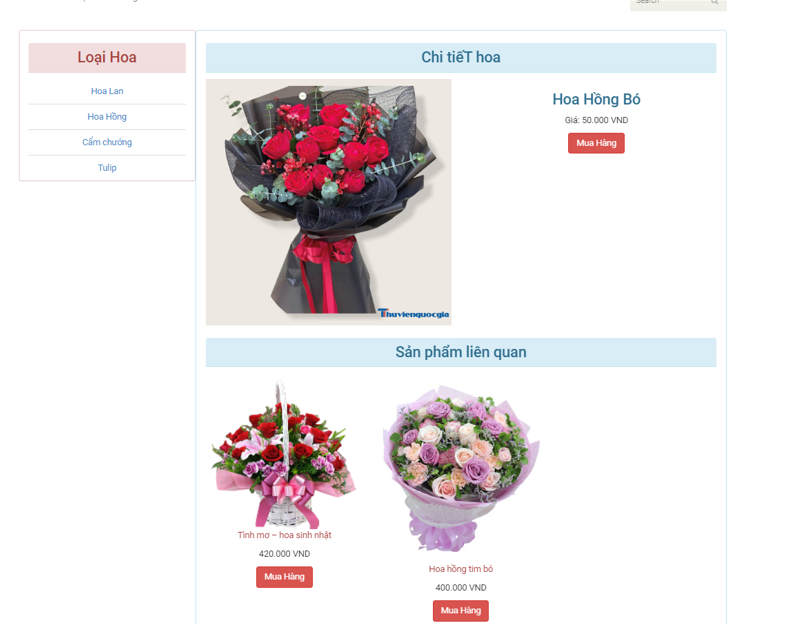 Search
Loại Hoa
Hoa Lan
Hoa Hồng
Cẩm chướng
Tulip
Chi tiếT hoa
Hoa Hồng Bó
Giá: 50.000 VND
Mua Hàng
Thuvienquocgia
Sản phẩm liên quan
Tình mơ – hoa sinh nhật
420.000 VND
Mua Hàng
Hoa hồng tim bó
400.000 VND
Mua Hàng